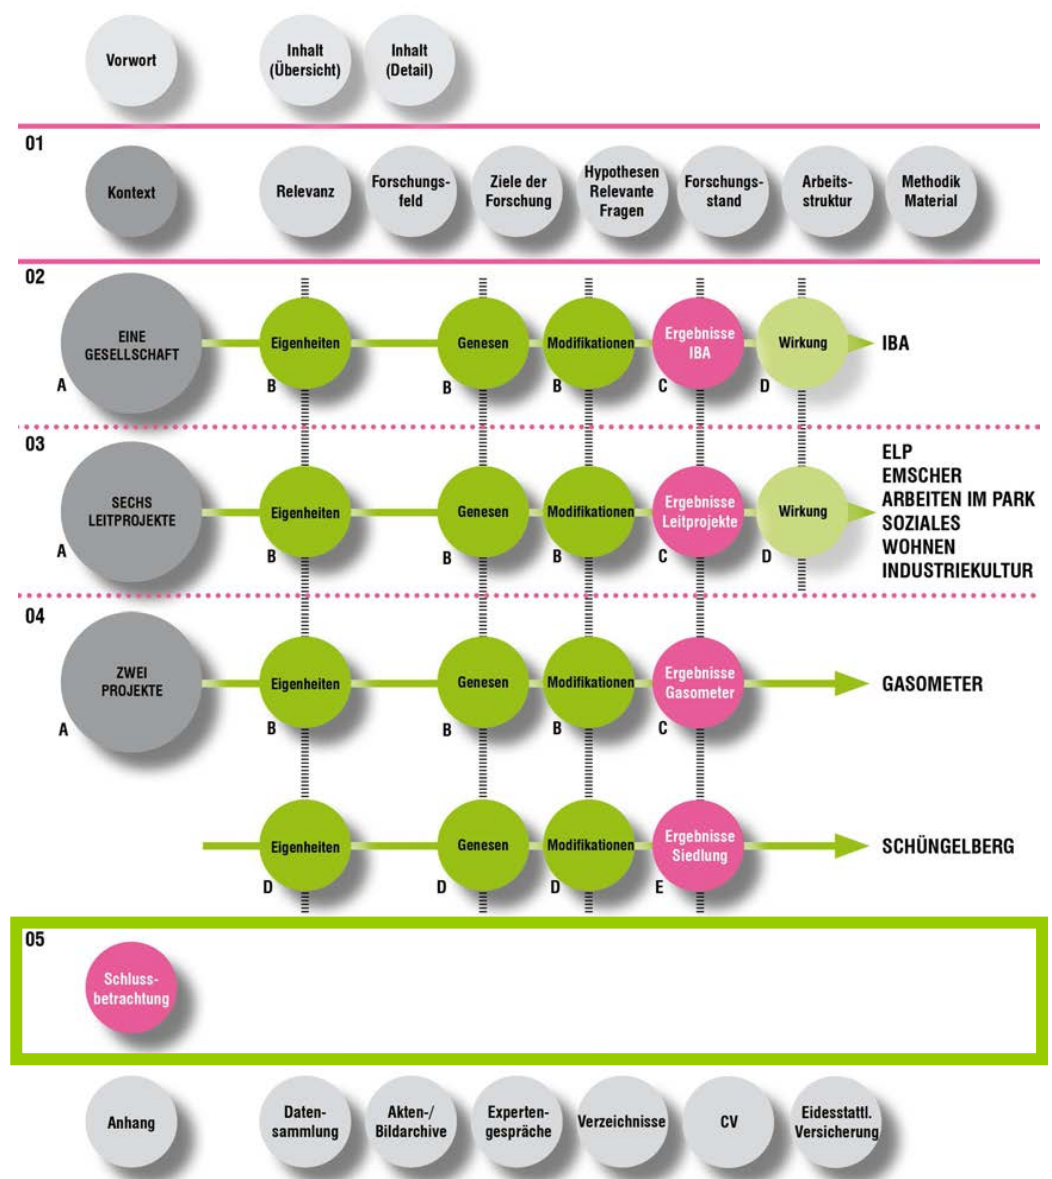 Vorwort
Inhalt
(Übersicht)
Inhalt
(Detail)
01
Kontext
Relevanz
Forschungs-
feld
Ziele der
Forschung
Hypothesen
Relevante
Fragen
Forschungs-
stand
Arbeits-
struktur
Methodik
Material
02
EINE
GESELLSCHAFT
A
Eigenheiten
B
Genesen
B
Modifikationen
B
Ergebnisse
IBA
C
Wirkung
D
IBA
03
SECHS
LEITPROJEKTE
A
Eigenheiten
B
Genesen
B
Modifikationen
B
Ergebnisse
Leitprojekte
C
Wirkung
D
ELP
EMSCHER
ARBEITEN IM PARK
SOZIALES
WOHNEN
INDUSTRIEKULTUR
04
ZWEI
PROJEKTE
A
Eigenheiten
B
Genesen
B
Modifikationen
B
Ergebnisse
Gasometer
C
GASOMETER
Eigenheiten
D
Genesen
D
Modifikationen
D
Ergebnisse
Siedlung
E
SCHÜNGELBERG
05
Schluss-
betrachtung
Anhang
Daten-
sammlung
Akten-/
Bildarchive
Experten-
gespräche
Verzeichnisse
CV
Eidesstattl.
Versicherung